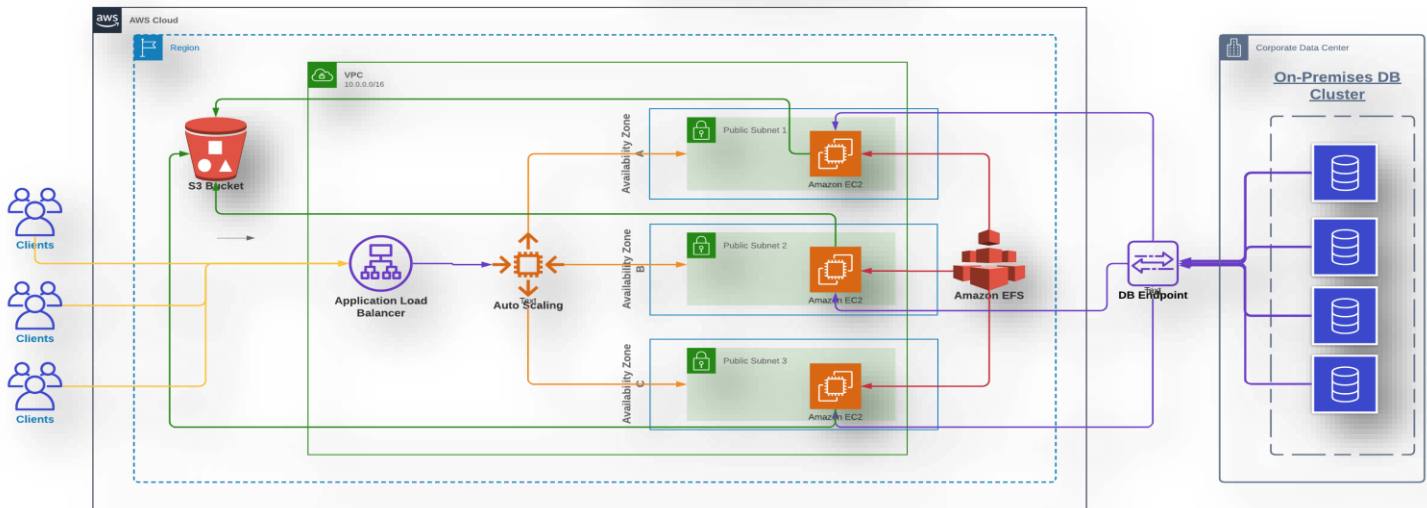 aws
AWS Cloud
Region
VPC
10.0.0.0/16
S3 Bucket
Clients
Clients
Clients
Application Load
Balancer
Text
Auto Scaling
Availability Zone
A
Public Subnet 1
Amazon EC2
Availability Zone
B
Public Subnet 2
Amazon EC2
Availability Zone
C
Public Subnet 3
Amazon EC2
Amazon EFS
Text
DB Endpoint
Corporate Data Center
On-Premises DB
Cluster